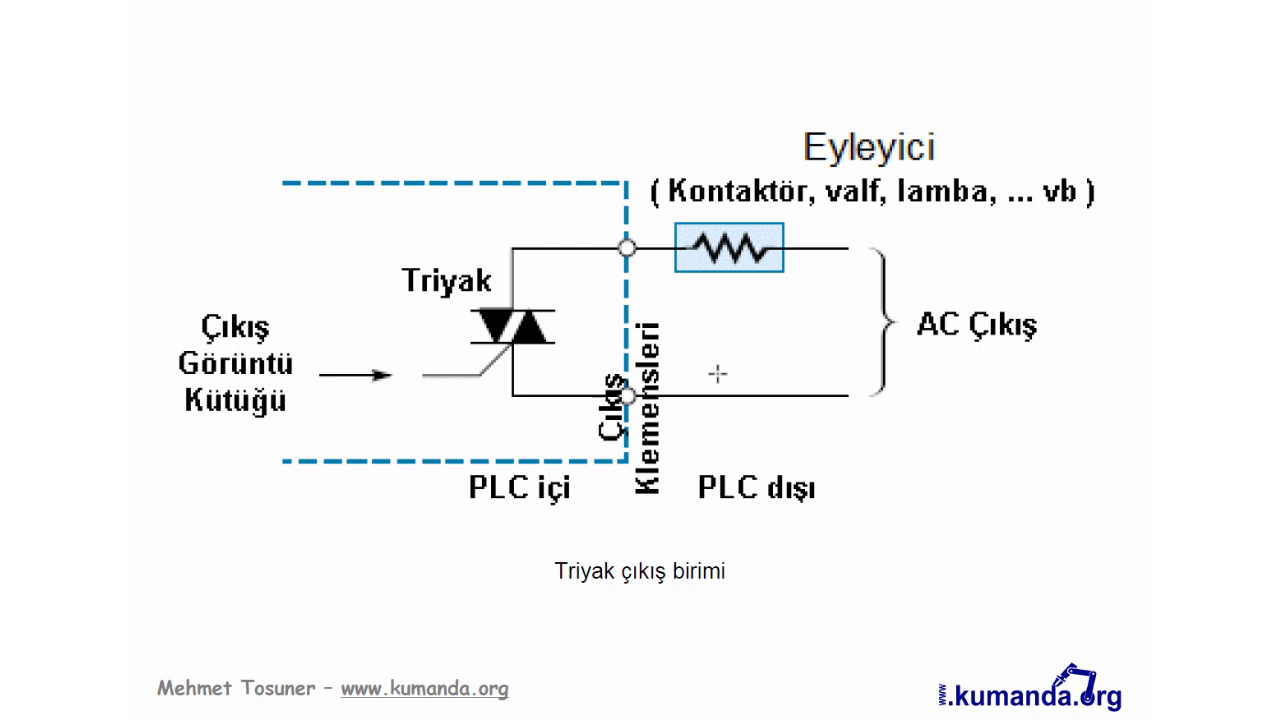 Eyleyici
( Kontaktör, valf, lamba, ... vb )
Triyak
Çıkış
Görüntü
Kütüğü
AC Çıkış
Çıkış
Klemensleri
PLC içi
PLC dışı
Triyak çıkış birimi
Mehmet Tosuner – www.kumanda.org
www.kumanda.org